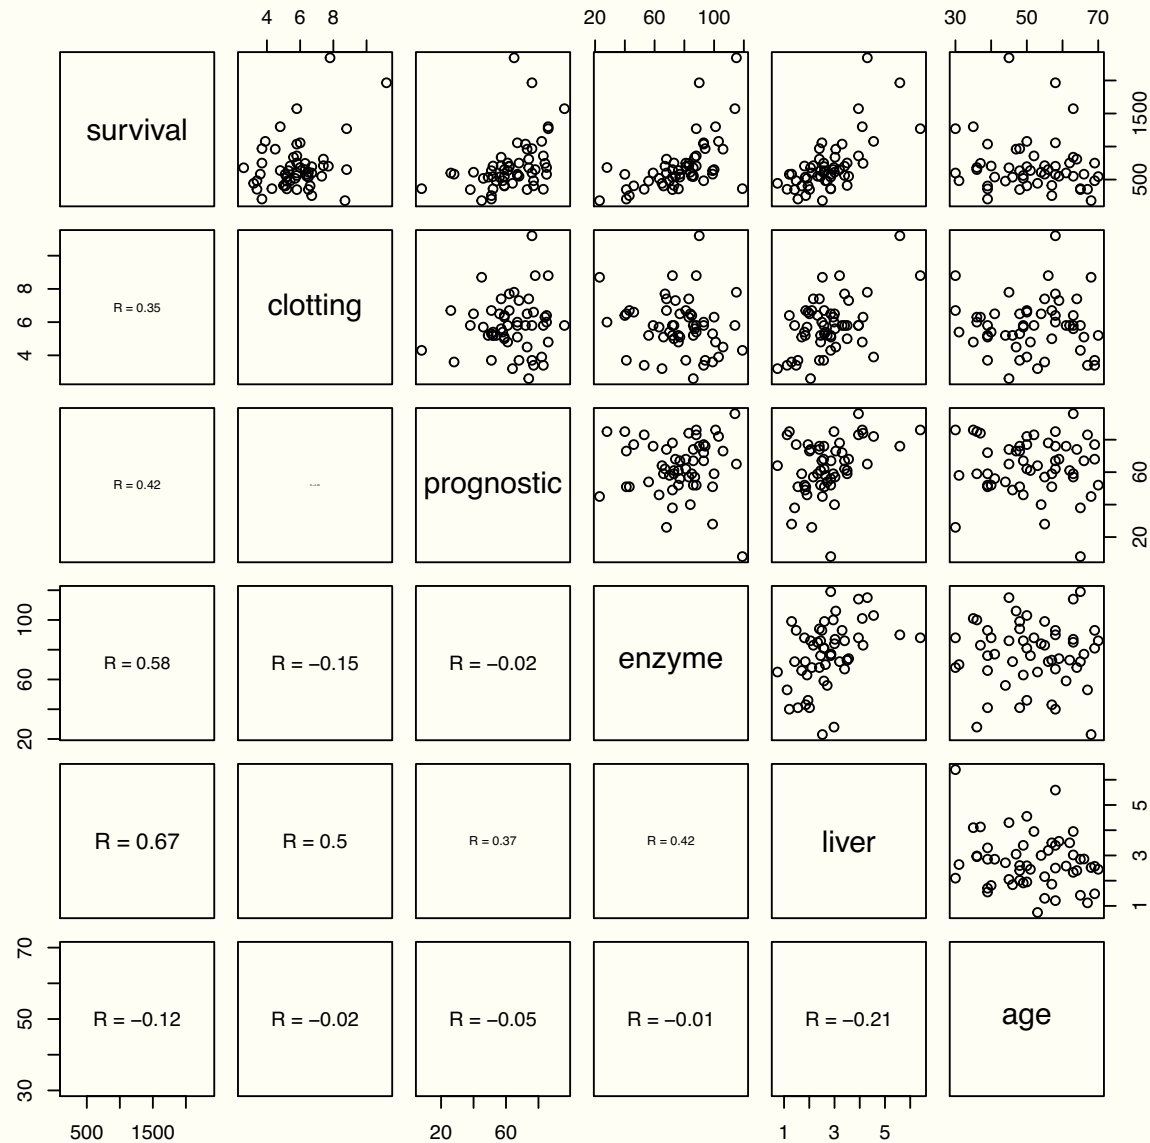 4 6 8 20 60 100 30 50 70
survival 500 1500
4 6 8 R = 0.35 clotting
R = 0.42 prognostic 20 60
20 60 100 R = 0.58 R = −0.15 R = −0.02 enzyme
R = 0.67 R = 0.5 R = 0.37 R = 0.42 liver 1 3 5
30 50 70 R = −0.12 R = −0.02 R = −0.05 R = −0.01 R = −0.21 age
500 1500 20 60 1 3 5